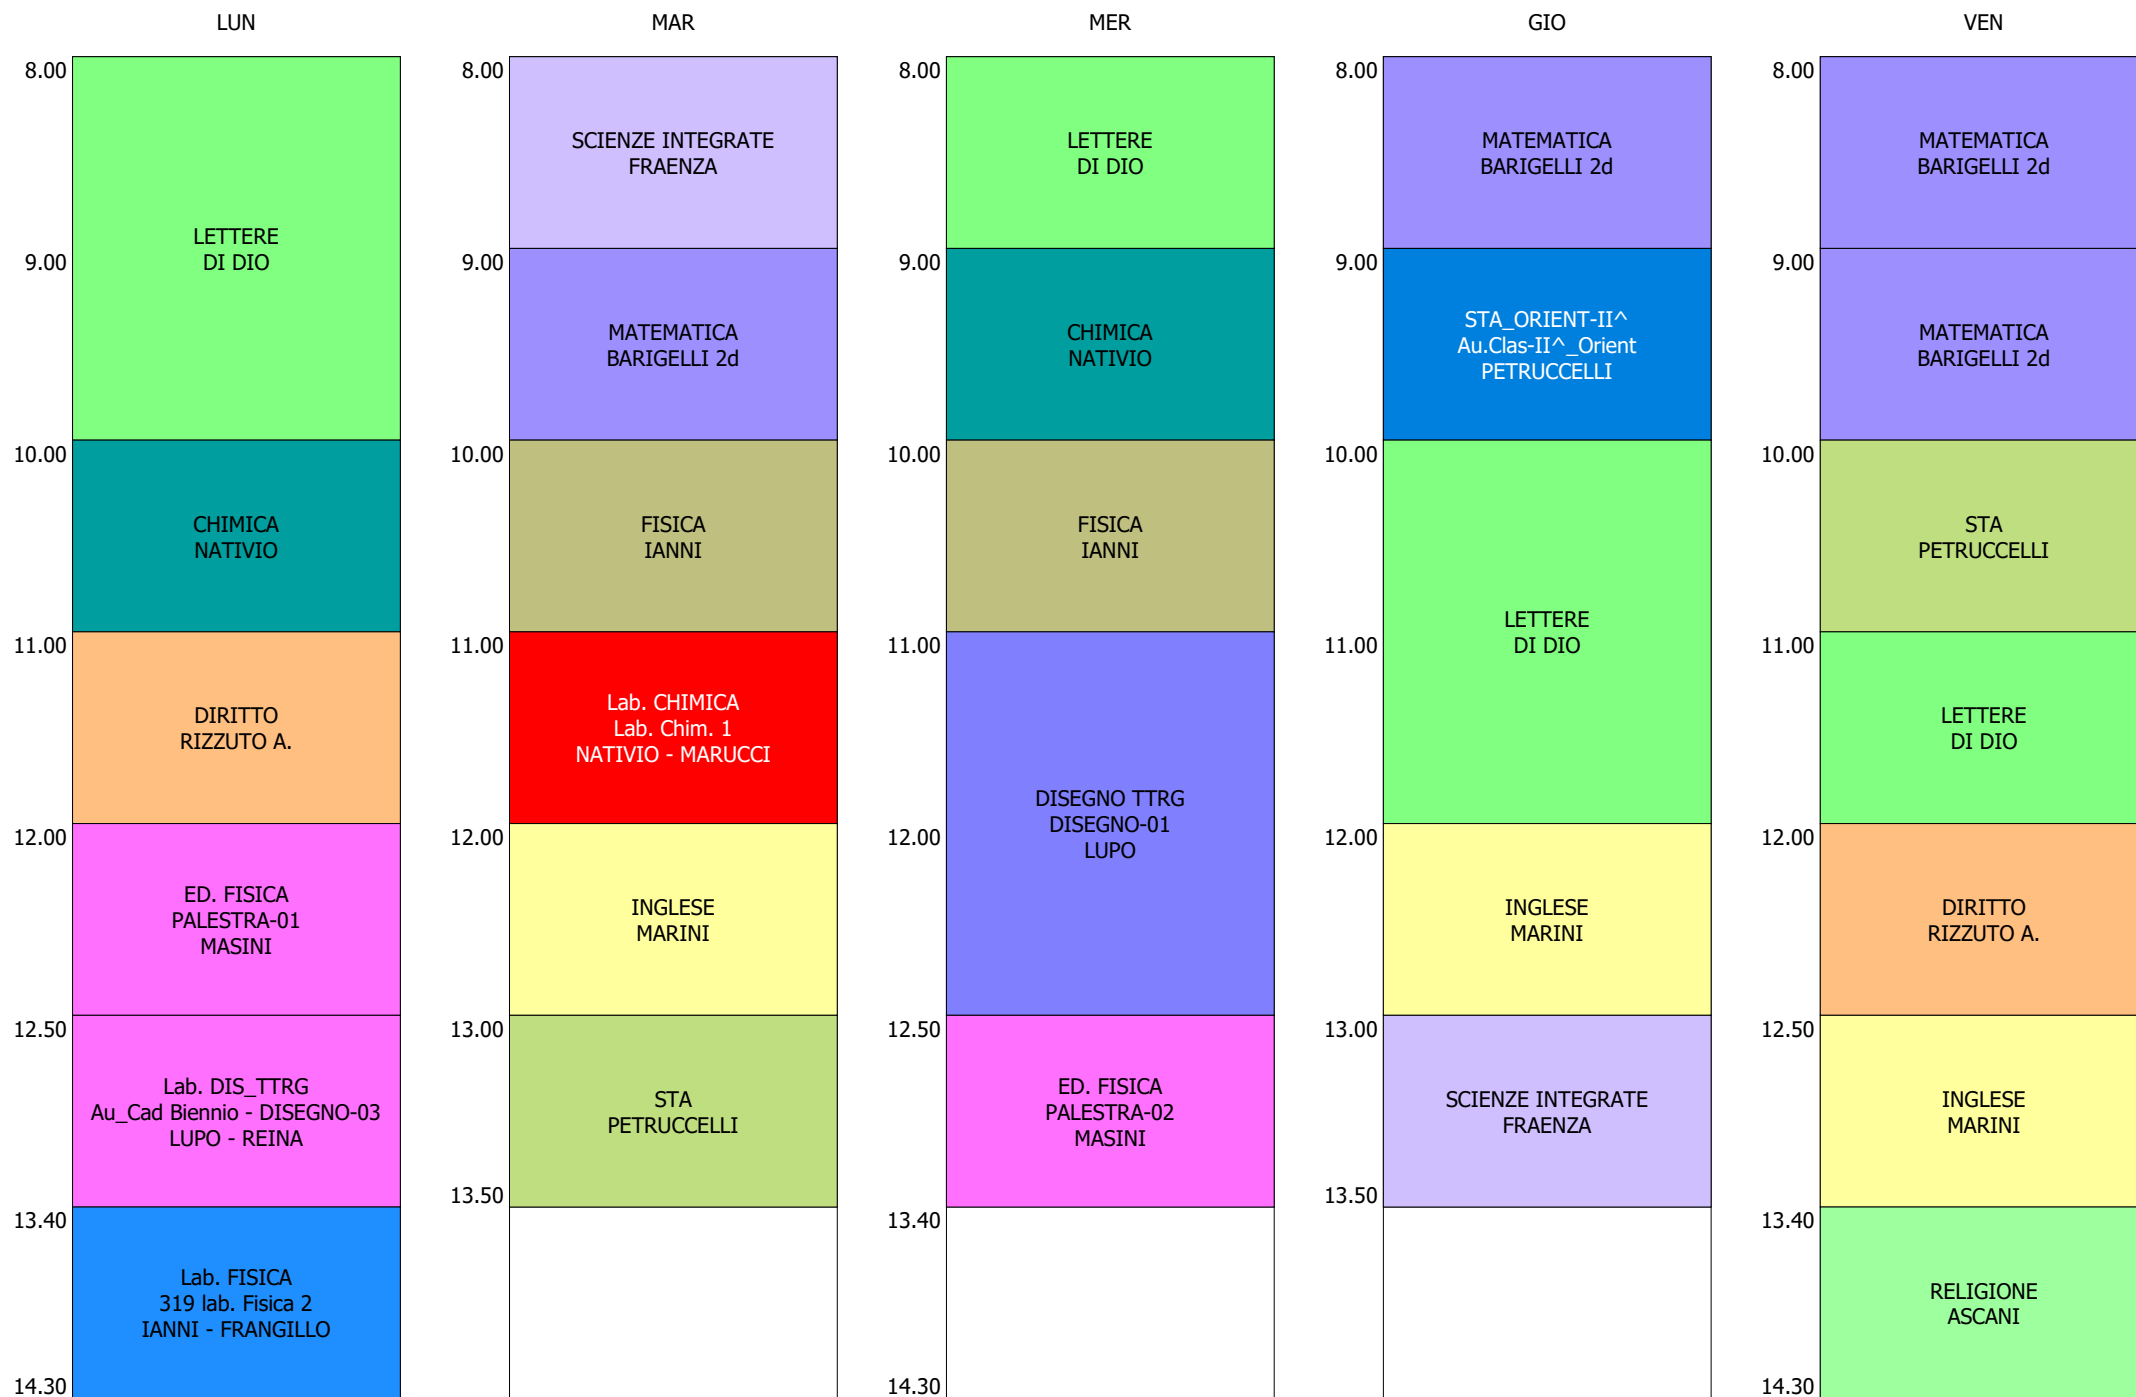 LUN
8.00
LETTERE
DI DIO
9.00
10.00
CHIMICA
NATIVIO
11.00
DIRITTO
RIZZUTO A.
12.00
ED. FISICA
PALESTRA-01
MASINI
12.50
Lab. DIS_TTRG
Au_Cad Biennio - DISEGNO-03
LUPO - REINA
13.40
Lab. FISICA
319 lab. Fisica 2
IANNI - FRANGILLO
14.30
MAR
8.00
SCIENZE INTEGRATE
FRAENZA
9.00
MATEMATICA
BARIGELLI 2d
10.00
FISICA
IANNI
11.00
Lab. CHIMICA
Lab. Chim. 1
NATIVIO - MARUCCI
12.00
INGLESE
MARINI
13.00
STA
PETRUCCELLI
13.50
MER
8.00
LETTERE
DI DIO
9.00
CHIMICA
NATIVIO
10.00
FISICA
IANNI
11.00
DISEGNO TTRG
DISEGNO-01
LUPO
12.00
12.50
ED. FISICA
PALESTRA-02
MASINI
13.40
14.30
GIO
8.00
MATEMATICA
BARIGELLI 2d
9.00
STA_ORIENT-II^
Au.Clas-II^_Orient
PETRUCCELLI
10.00
LETTERE
DI DIO
11.00
12.00
INGLESE
MARINI
13.00
SCIENZE INTEGRATE
FRAENZA
13.50
VEN
8.00
MATEMATICA
BARIGELLI 2d
9.00
MATEMATICA
BARIGELLI 2d
10.00
STA
PETRUCCELLI
11.00
LETTERE
DI DIO
12.00
DIRITTO
RIZZUTO A.
12.50
INGLESE
MARINI
13.40
RELIGIONE
ASCANI
14.30